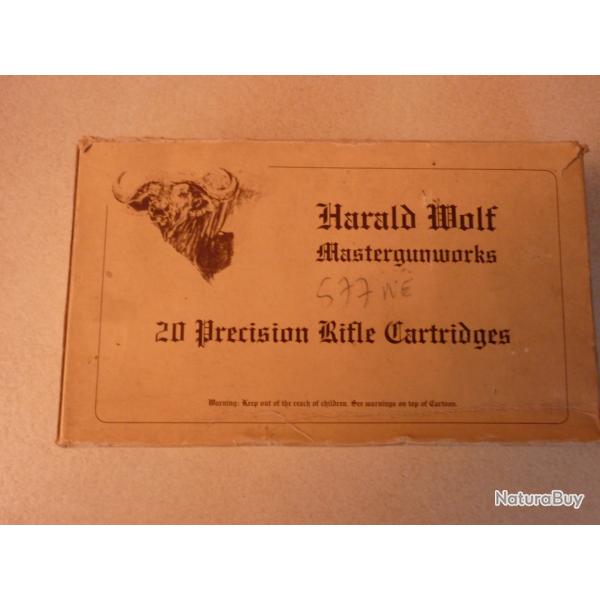 Harald Wolf
Mastergunworks
577 NE
20 Precision Rifle Cartridges
Warning: Keep out of the reach of children. See warnings on top of Cartoon.
NaturaBuy